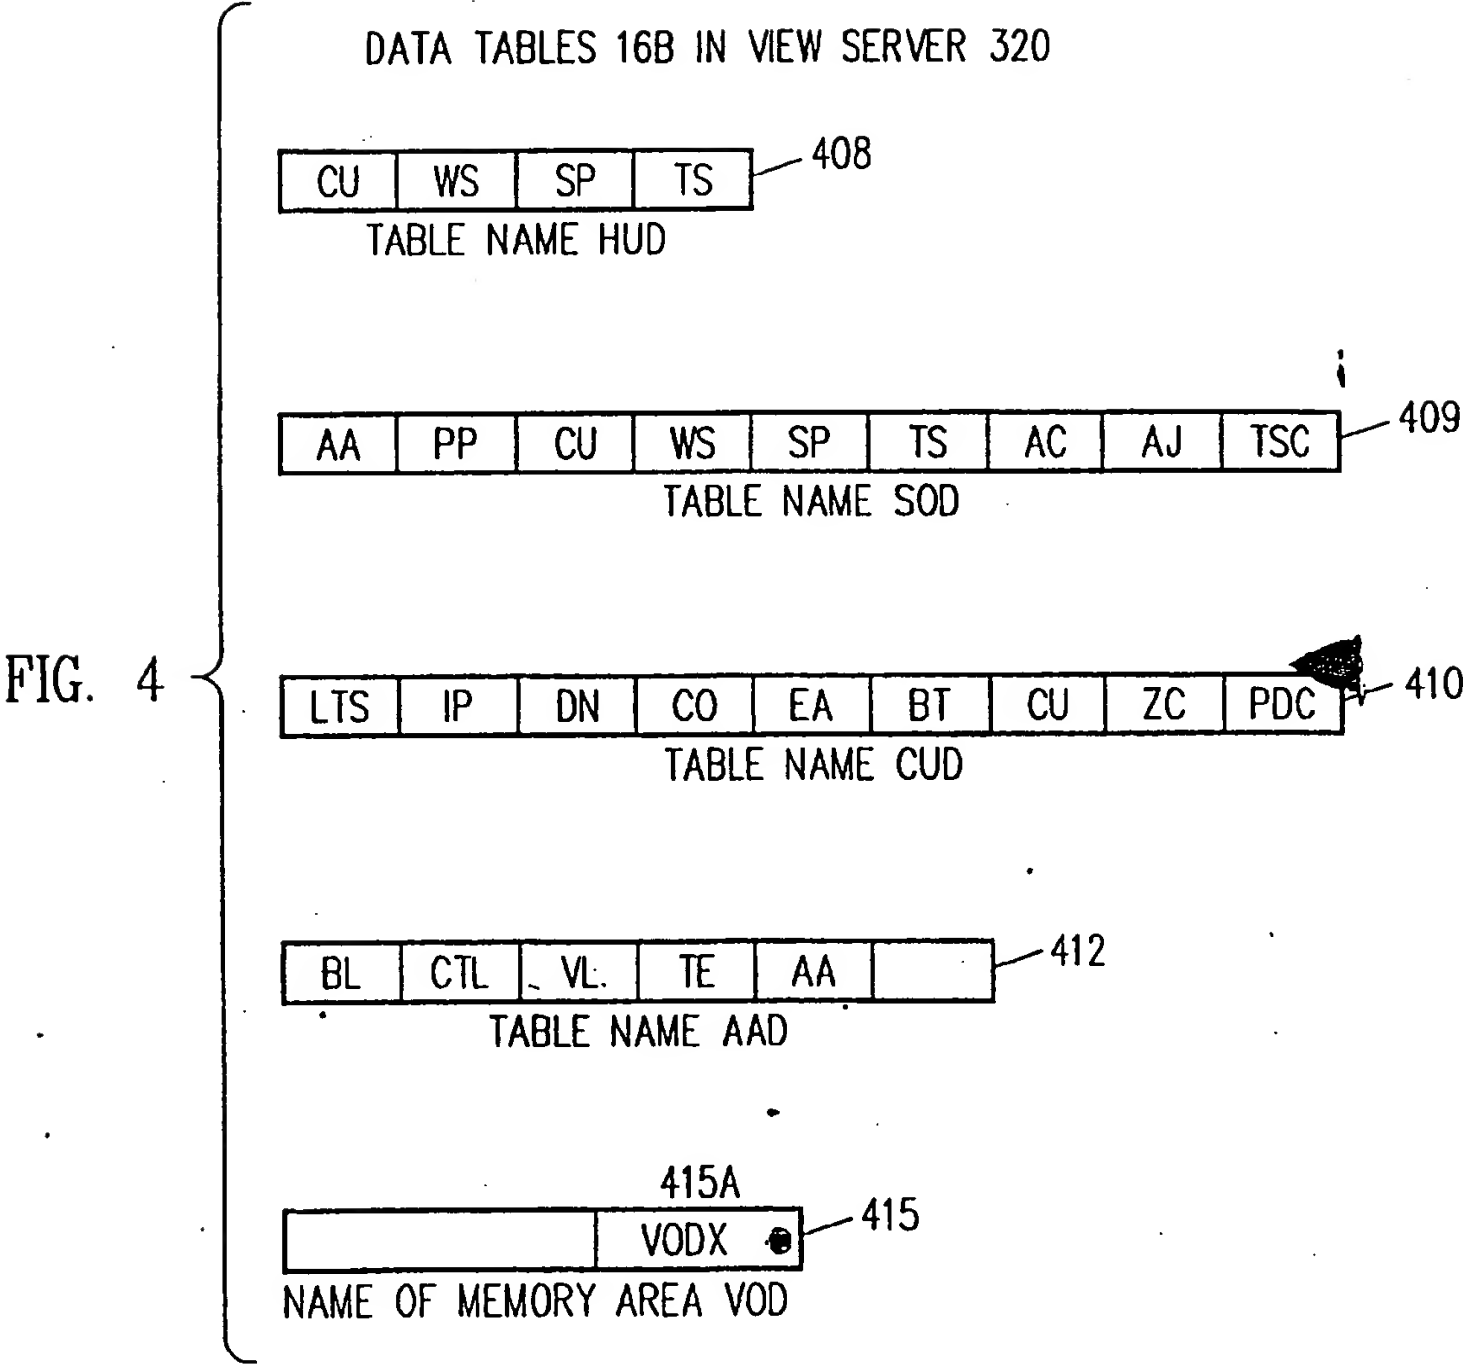 DATA TABLES 16B IN VIEW SERVER 320
CU WS SP TS 408
TABLE NAME HUD
AA PP CU WS SP TS AC AJ TSC 409
TABLE NAME SOD
FIG. 4
LTS IP DN CO EA BT CU ZC PDC 410
TABLE NAME CUD
BL CTL VL TE AA 412
TABLE NAME AAD
415A
VODX 415
NAME OF MEMORY AREA VOD